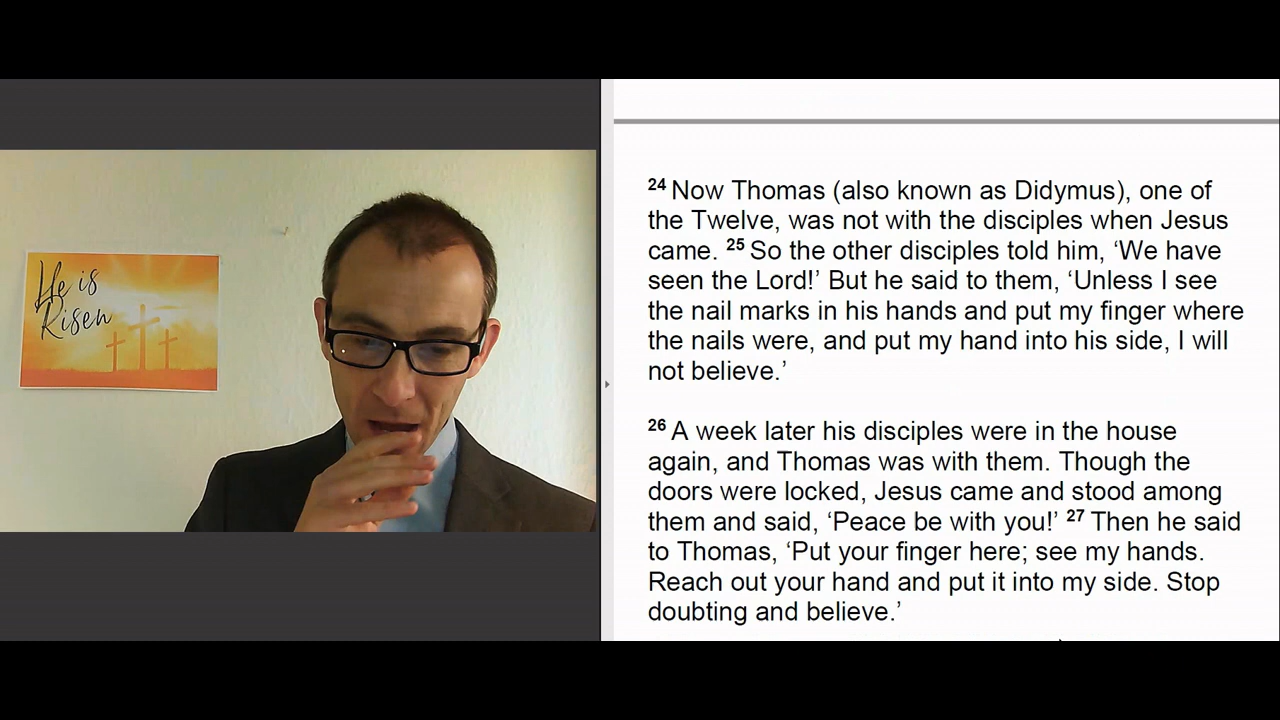 He is
Risen
24 Now Thomas (also known as Didymus), one of
the Twelve, was not with the disciples when Jesus
came. 25 So the other disciples told him, ‘We have
seen the Lord!’ But he said to them, ‘Unless I see
the nail marks in his hands and put my finger where
the nails were, and put my hand into his side, I will
not believe.’
26 A week later his disciples were in the house
again, and Thomas was with them. Though the
doors were locked, Jesus came and stood among
them and said, ‘Peace be with you!’ 27 Then he said
to Thomas, ‘Put your finger here; see my hands.
Reach out your hand and put it into my side. Stop
doubting and believe.’